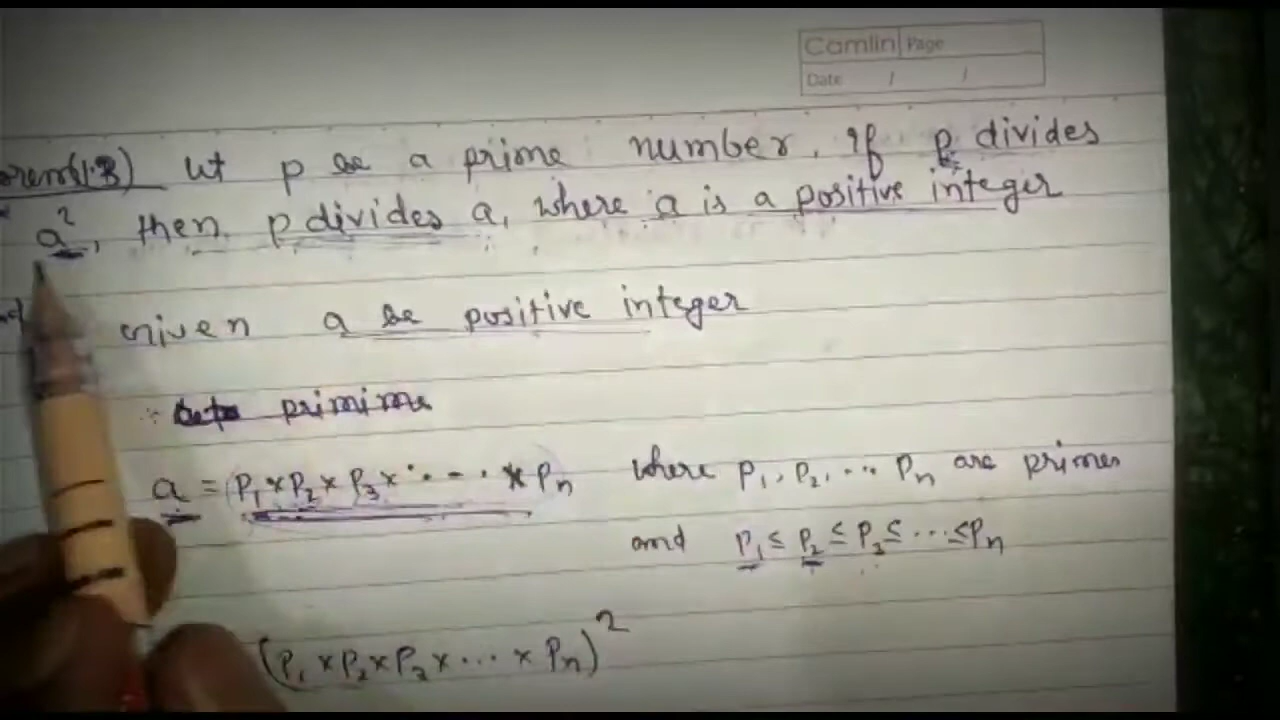 Camlin Page
Date / /
orem(1.3) Let p be a prime number. If p divides
a², then p divides a, where a is a positive integer
Given a be positive integer
primime
a = P₁ × P₂ × P₃ × · - - · × Pₙ where P₁, P₂, ... Pₙ are primes
and P₁ ≤ P₂ ≤ P₃ ≤ ... ≤ Pₙ
(P₁ × P₂ × P₃ × ... × Pₙ)²